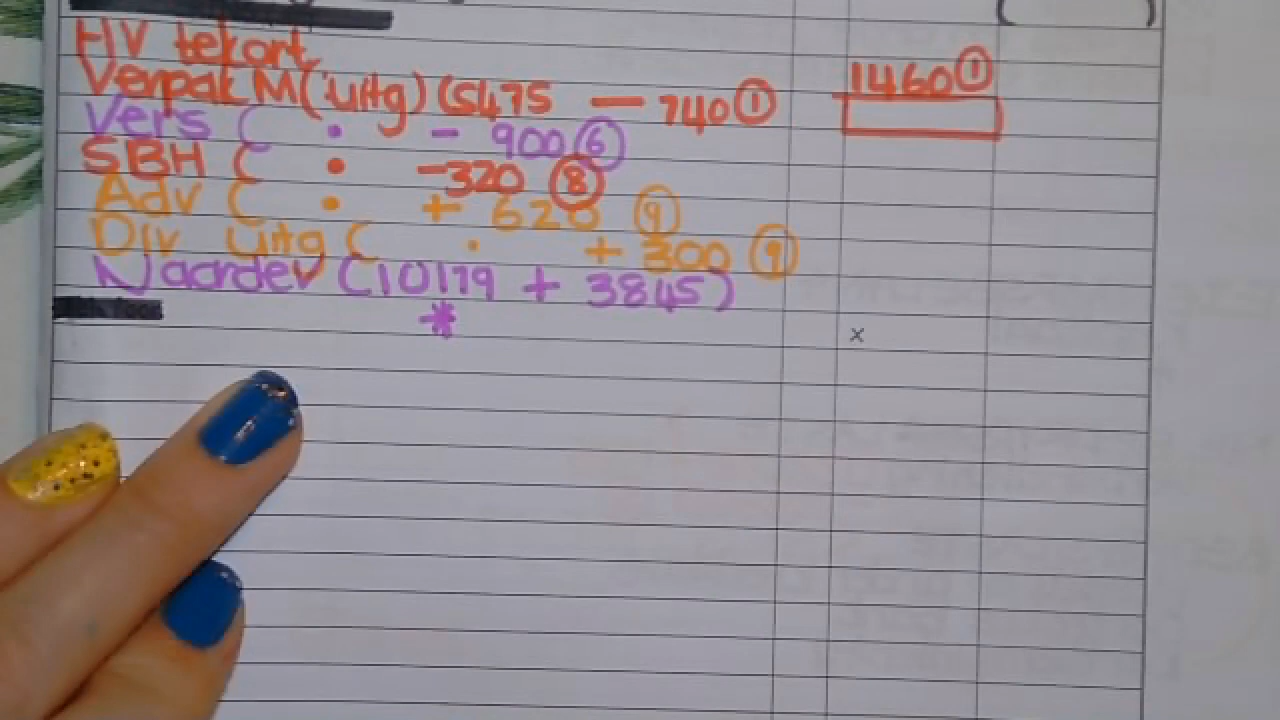 HV tekort 1460 ①
Verpak M (uitg) (5475 - 740 ①
Vers ( . - 900 ⑥
SBH ( . - 320 ⑧
Adv ( . + 620 ⑨
Div uitg ( . + 300 ⑨
Naardev (10179 + 3845)
*
x